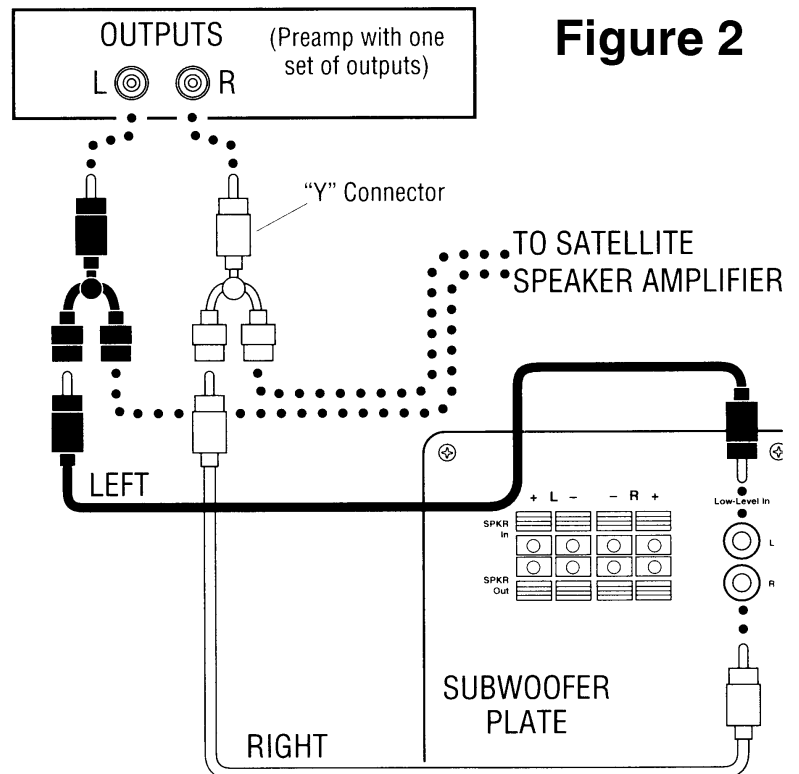 Figure 2
OUTPUTS
(Preamp with one
set of outputs)
L R
“Y” Connector
TO SATELLITE
SPEAKER AMPLIFIER
LEFT
+ L – – R +
Low-Level In
SPKR
In
L
SPKR
Out
R
SUBWOOFER
PLATE
RIGHT